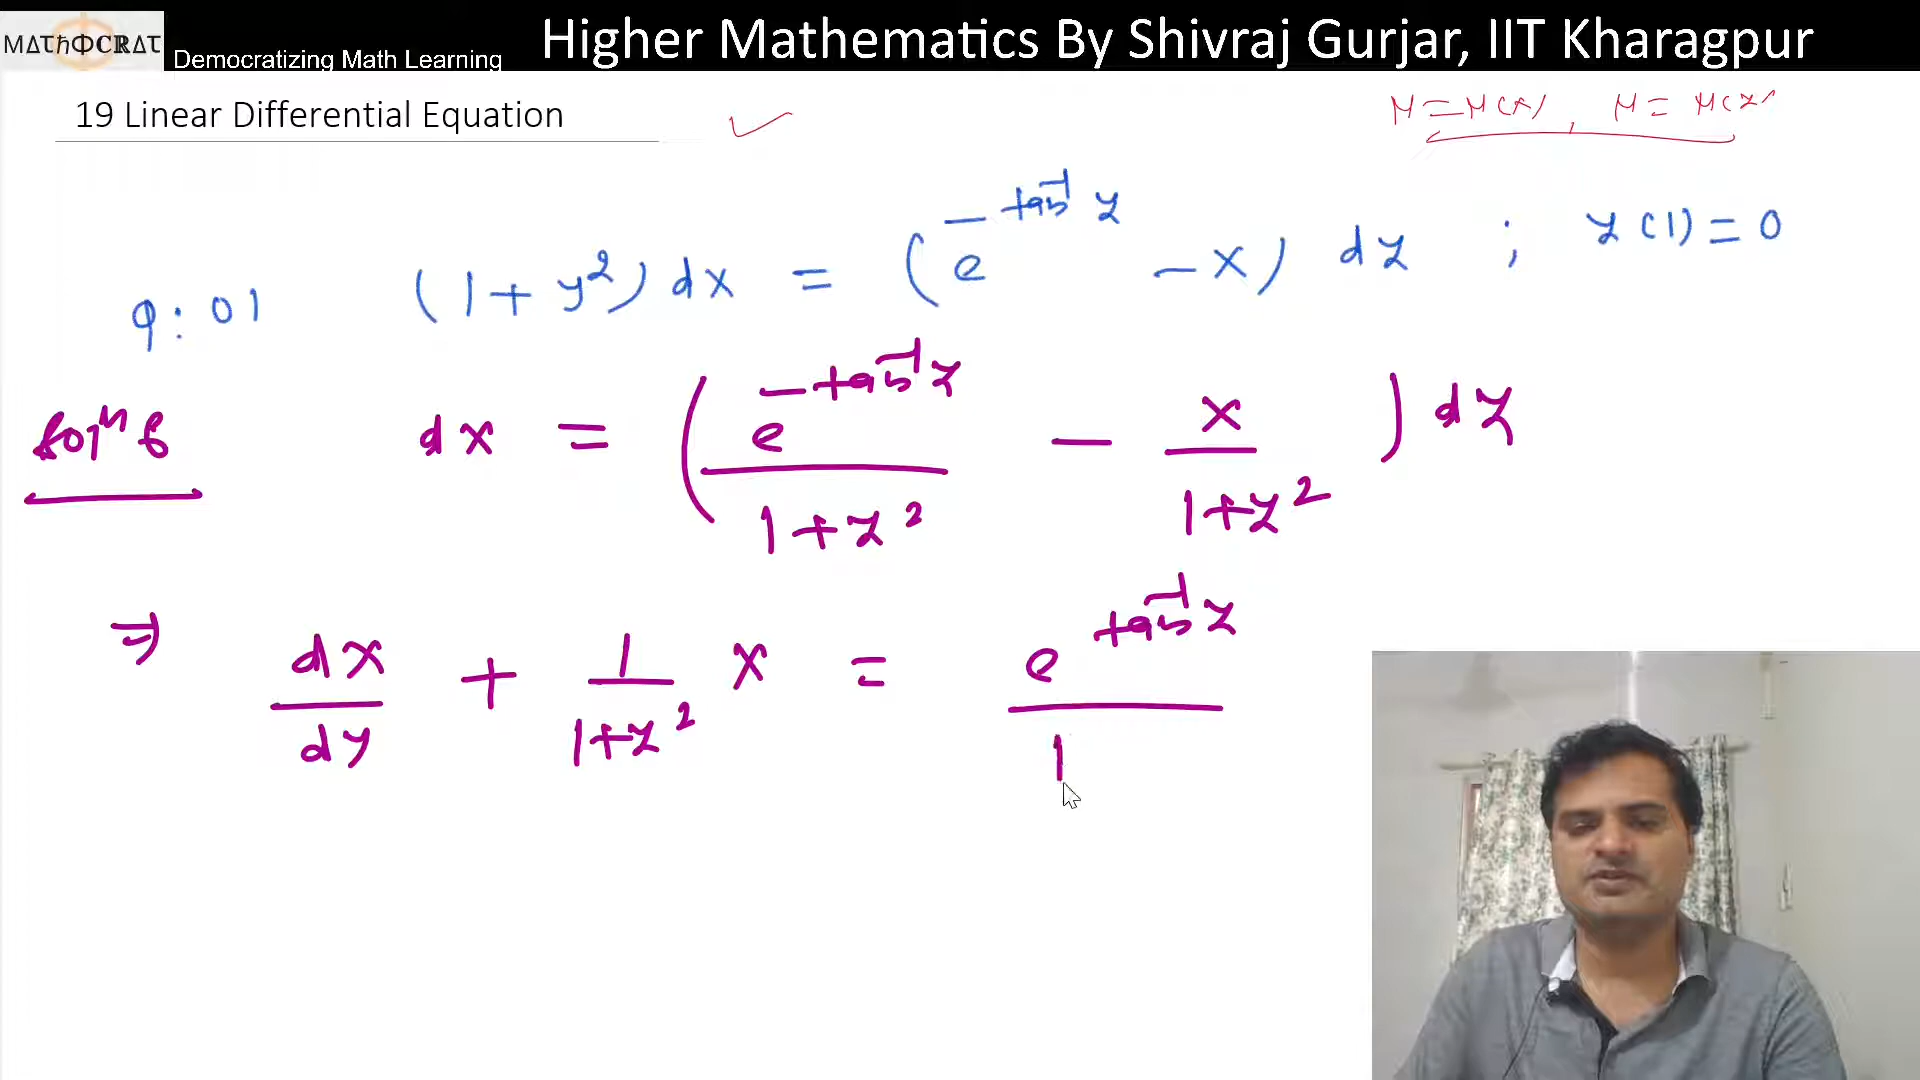 MΔTℏΦCRΔT Democratizing Math Learning Higher Mathematics By Shivraj Gurjar, IIT Kharagpur
19 Linear Differential Equation ✓ M = M(x), M = M(y)
Q: 01 (1 + y²) dx = (e^{-tan⁻¹ y} - x) dy ; y(1) = 0
Solⁿ: dx = (e^{-tan⁻¹ y} / (1+y²) - x / (1+y²)) dy
⇒ dx/dy + 1/(1+y²) x = e^{tan⁻¹ y} / 1